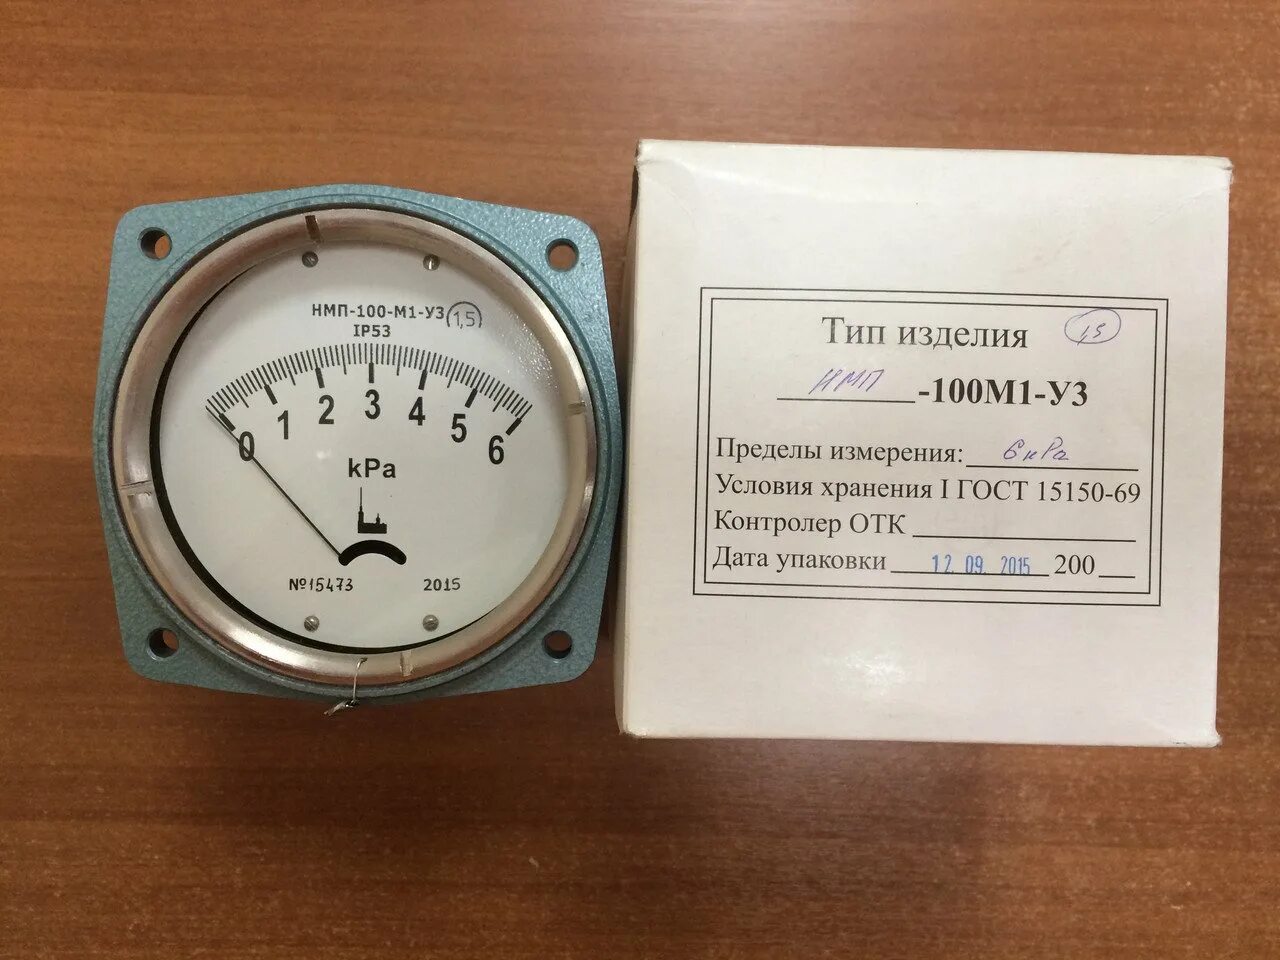 НМП-100-М1-У3 1,5
IP53
0 1 2 3 4 5 6
kPa
№15473 2015
Тип изделия 1,5
НМП -100М1-У3
Пределы измерения: 6 кPa
Условия хранения I ГОСТ 15150-69
Контролер ОТК
Дата упаковки 12.09.2015 200